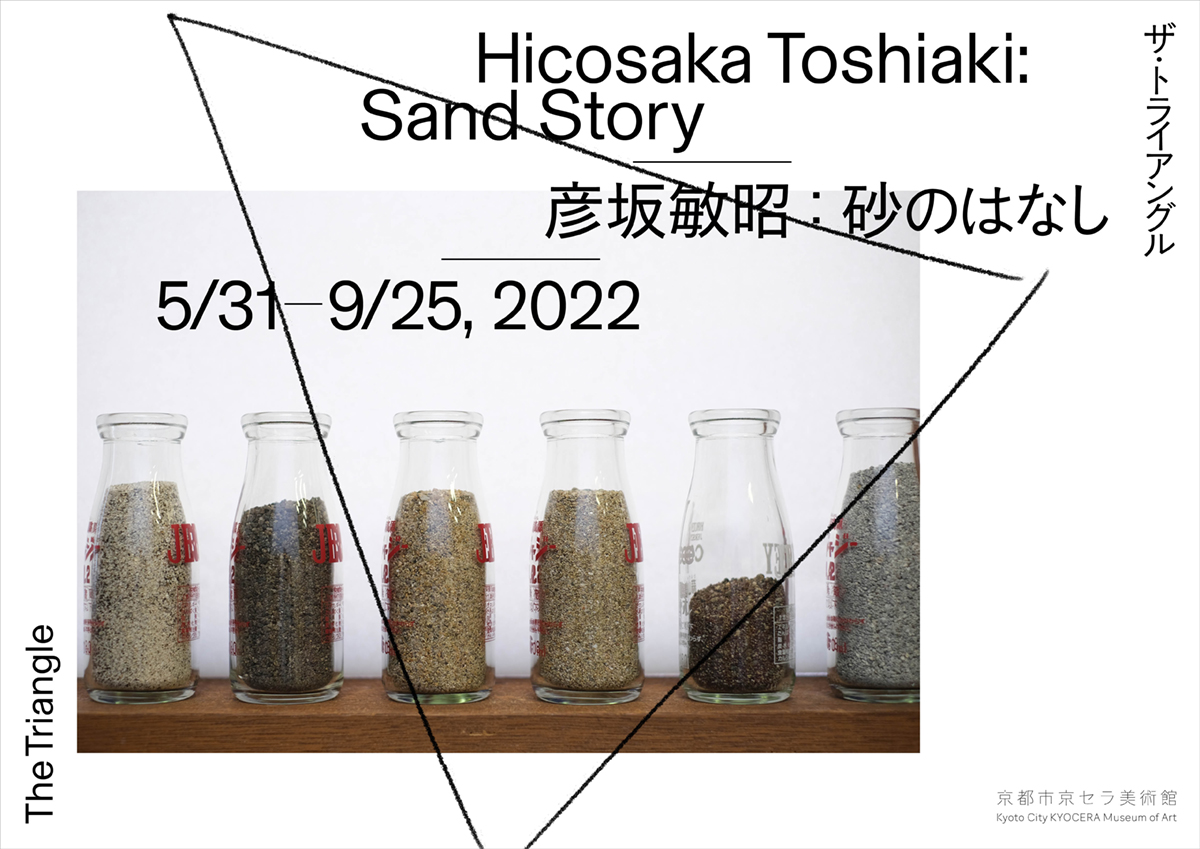 Hicosaka Toshiaki:
Sand Story
彦坂敏昭：砂のはなし
5/31—9/25, 2022
ザ・トライアングル
The Triangle
京都市京セラ美術館
Kyoto City KYOCERA Museum of Art